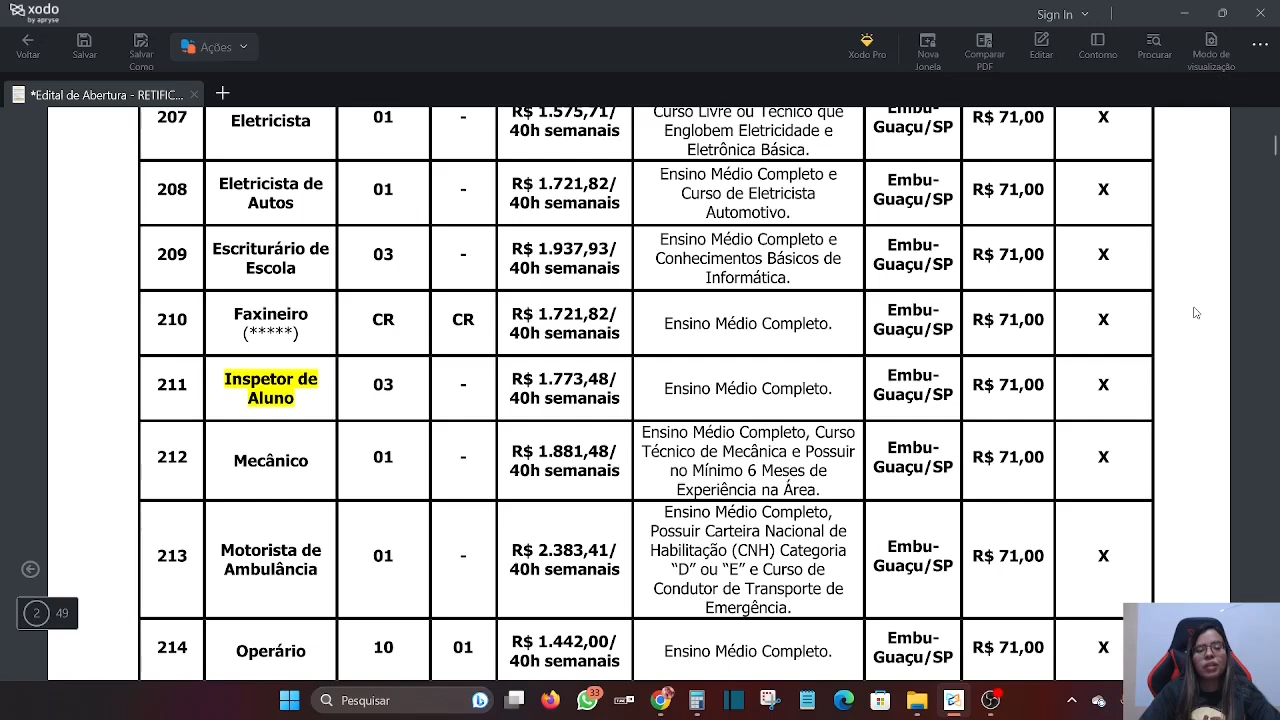 xodo
by apryse
Sign In
Voltar
Salvar
Salvar Como
Ações
Xodo Pro
Nova Jonela
Comparar PDF
Editar
Contorno
Procurar
Modo de visualização
*Edital de Abertura - RETIFIC...
207 Eletricista 01 - R$ 1.575,71/ 40h semanais
Curso Livre ou Técnico que
Englobem Eletricidade e
Eletrônica Básica.
Embu-
Guaçu/SP
R$ 71,00 X
208 Eletricista de
Autos
01 - R$ 1.721,82/
40h semanais
Ensino Médio Completo e
Curso de Eletricista
Automotivo.
Embu-
Guaçu/SP
R$ 71,00 X
209 Escriturário de
Escola
03 - R$ 1.937,93/
40h semanais
Ensino Médio Completo e
Conhecimentos Básicos de
Informática.
Embu-
Guaçu/SP
R$ 71,00 X
210 Faxineiro
(*****)
CR CR R$ 1.721,82/
40h semanais
Ensino Médio Completo.
Embu-
Guaçu/SP
R$ 71,00 X
211 Inspetor de
Aluno
03 - R$ 1.773,48/
40h semanais
Ensino Médio Completo.
Embu-
Guaçu/SP
R$ 71,00 X
212 Mecânico 01 - R$ 1.881,48/
40h semanais
Ensino Médio Completo, Curso
Técnico de Mecânica e Possuir
no Mínimo 6 Meses de
Experiência na Área.
Embu-
Guaçu/SP
R$ 71,00 X
213 Motorista de
Ambulância
01 - R$ 2.383,41/
40h semanais
Ensino Médio Completo,
Possuir Carteira Nacional de
Habilitação (CNH) Categoria
“D” ou “E” e Curso de
Condutor de Transporte de
Emergência.
Embu-
Guaçu/SP
R$ 71,00 X
214 Operário 10 01 R$ 1.442,00/
40h semanais
Ensino Médio Completo.
Embu-
Guaçu/SP
R$ 71,00 X
2 49
Pesquisar
33